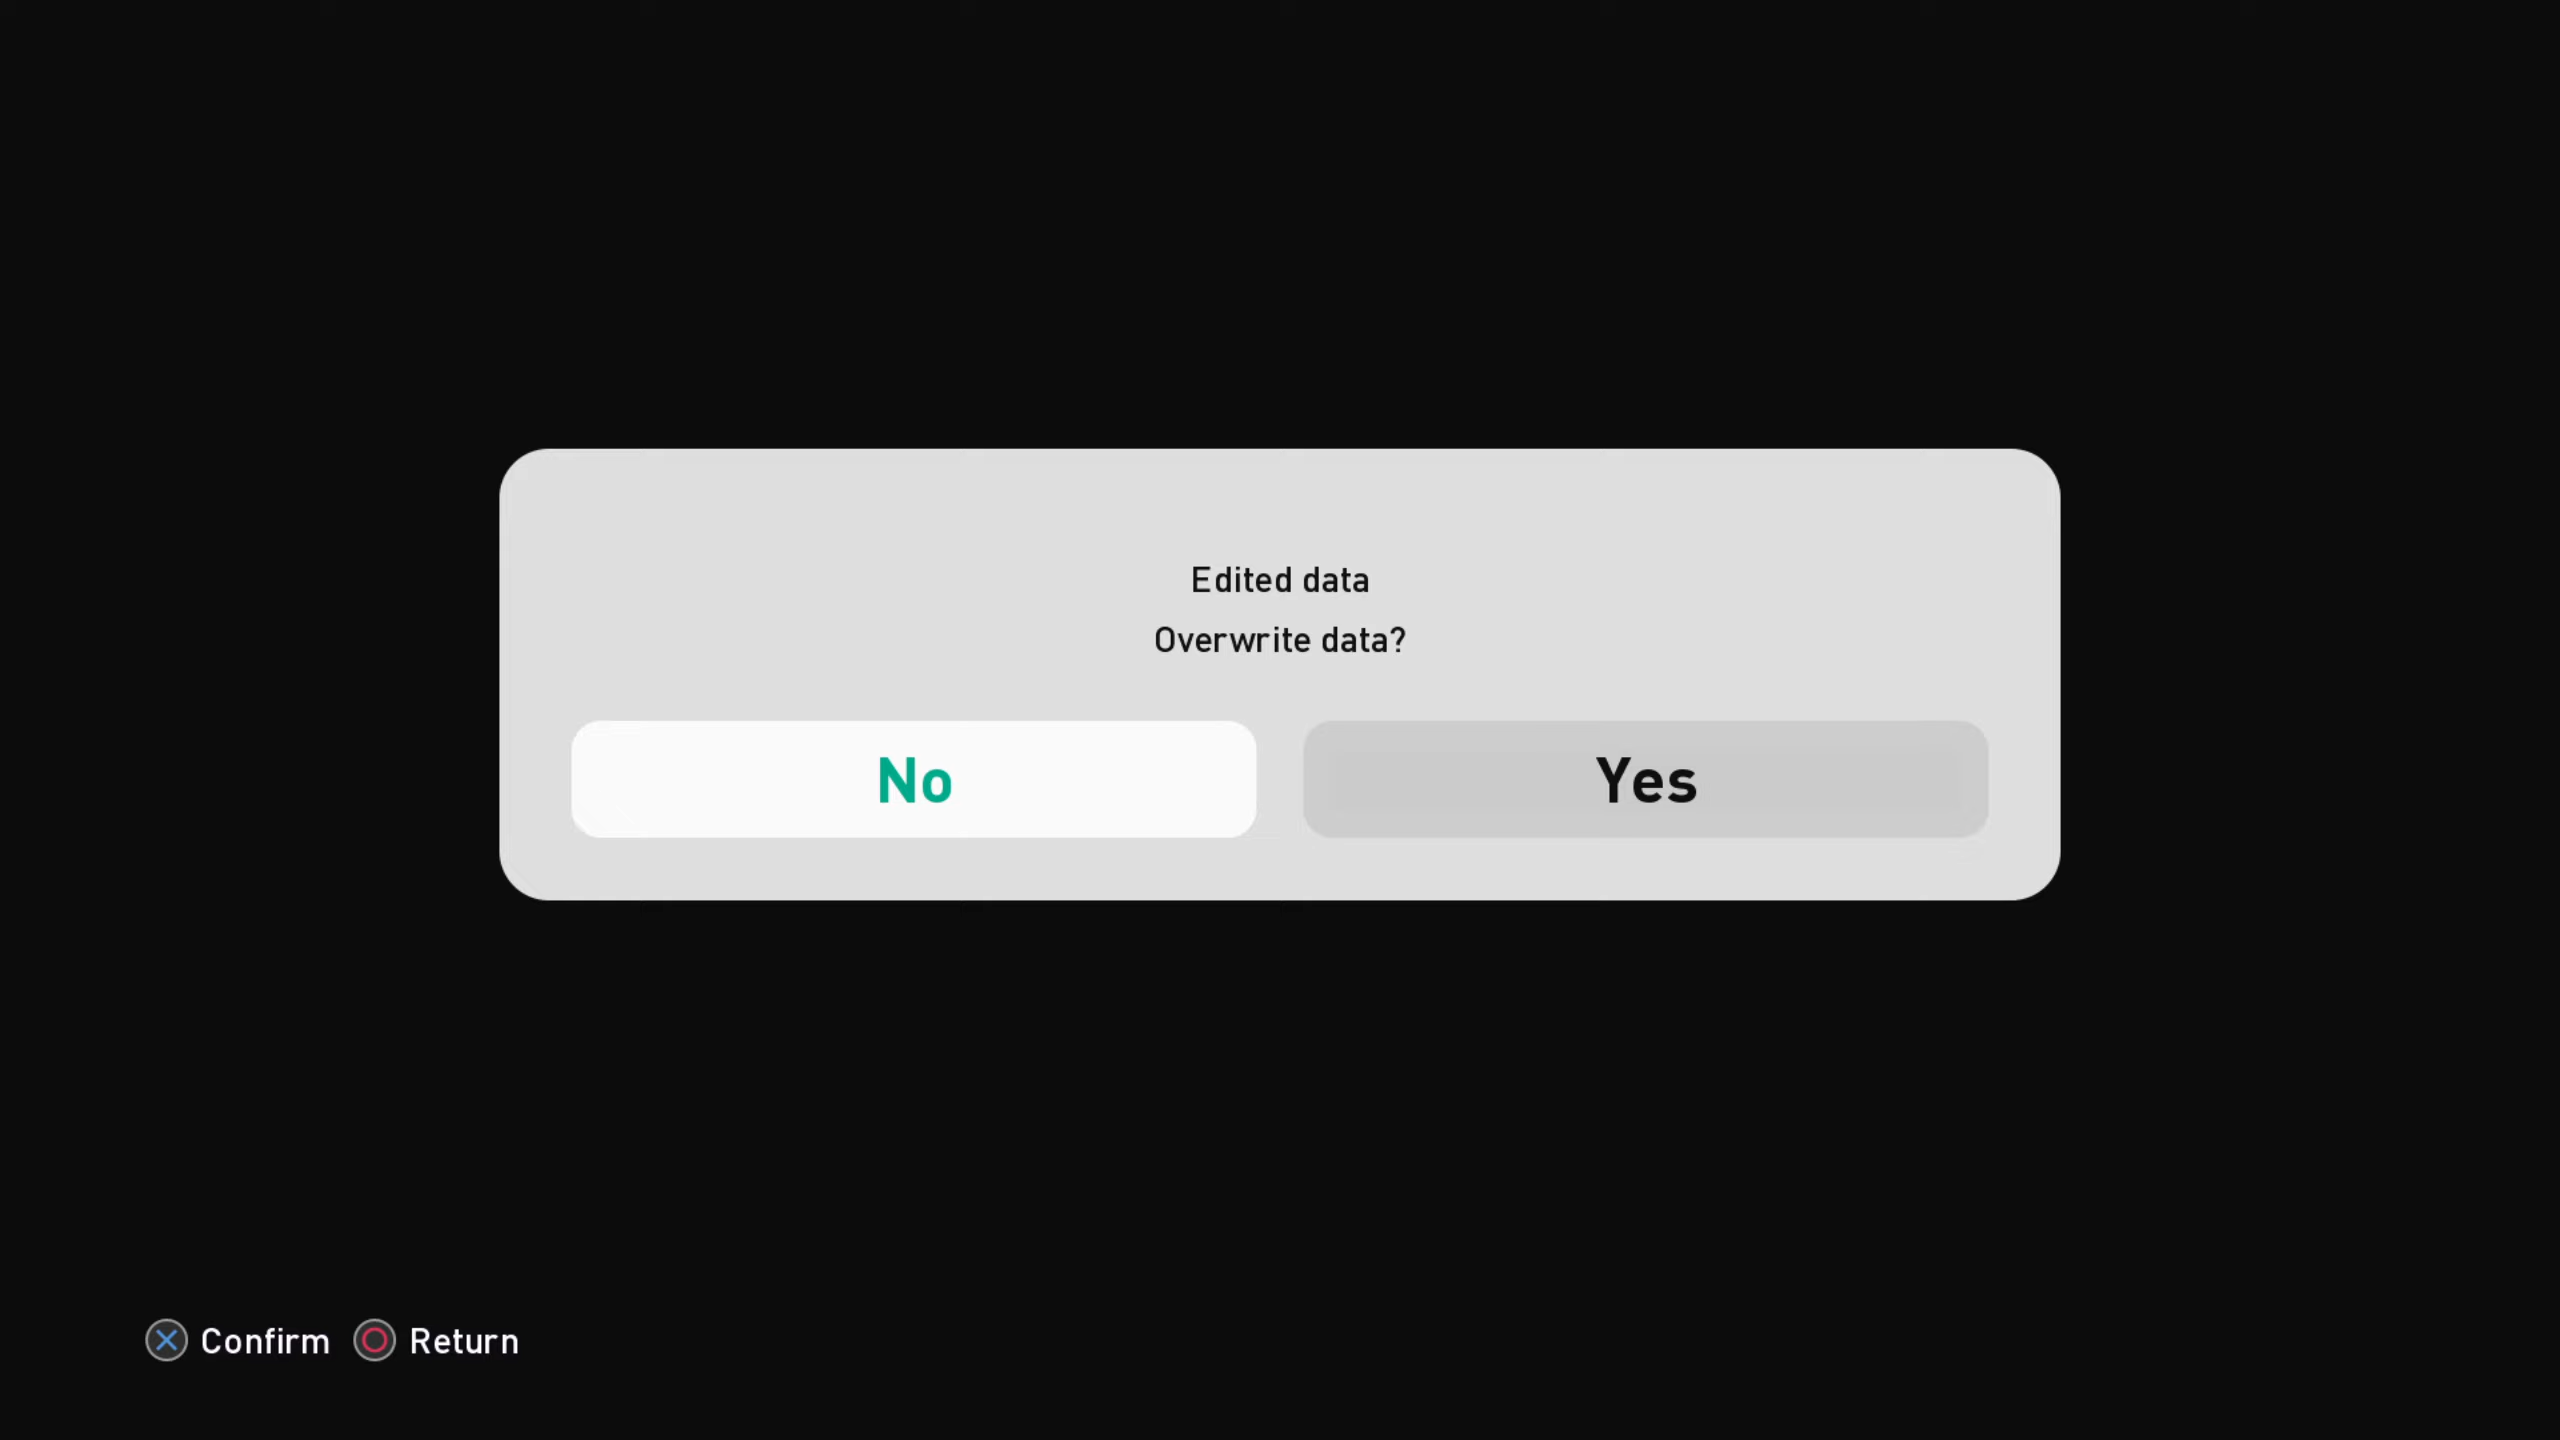 Edited data
Overwrite data?
No
Yes
Confirm
Return